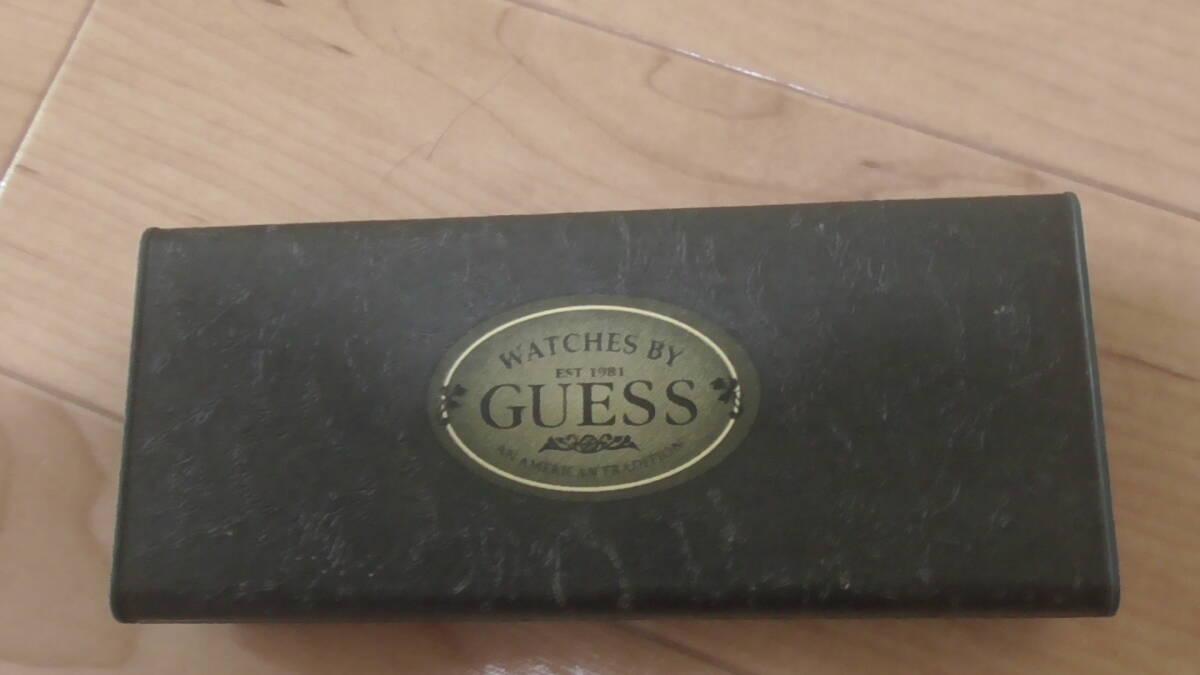 WATCHES BY
EST 1981
GUESS
AN AMERICAN TRADITION